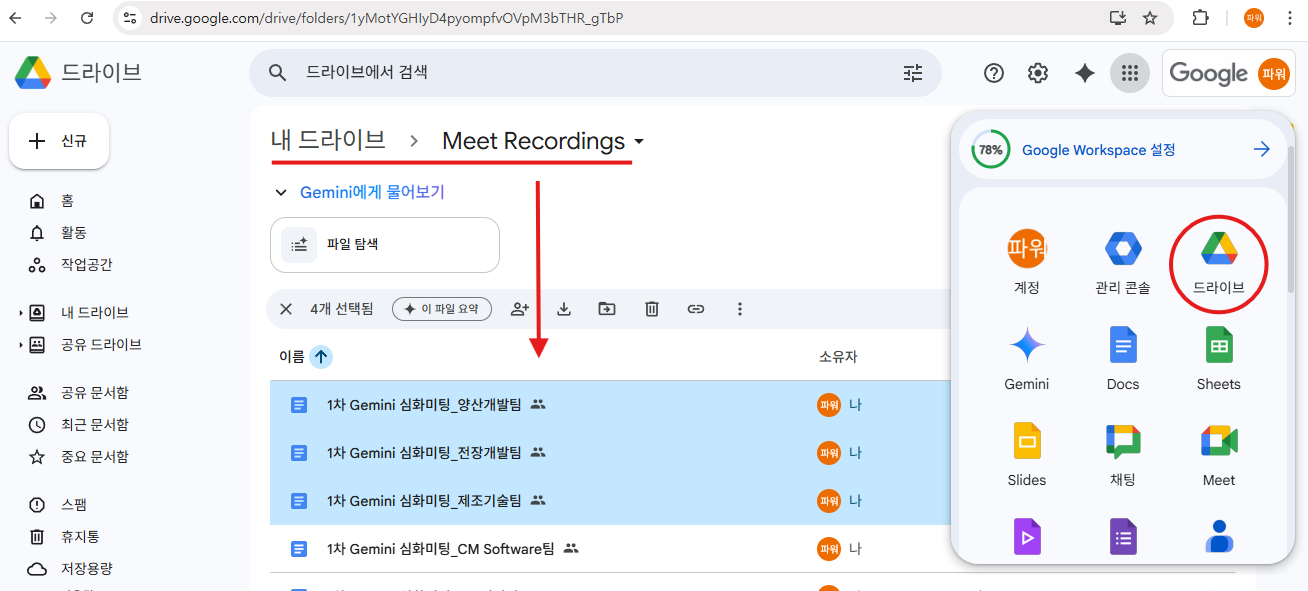 drive.google.com/drive/folders/1yMotYGHIyD4pyompfvOVpM3bTHR_gTbP
파워
드라이브
드라이브에서 검색
Google 파워
신규
내 드라이브 > Meet Recordings
78% Google Workspace 설정
Gemini에게 물어보기
파일 탐색
홈
활동
작업공간
내 드라이브
공유 드라이브
공유 문서함
최근 문서함
중요 문서함
스팸
휴지통
저장용량
4개 선택됨
이 파일 요약
이름
소유자
1차 Gemini 심화미팅_양산개발팀
파워 나
1차 Gemini 심화미팅_전장개발팀
파워 나
1차 Gemini 심화미팅_제조기술팀
파워 나
1차 Gemini 심화미팅_CM Software팀
파워 나
파워
계정
관리 콘솔
드라이브
Gemini
Docs
Sheets
Slides
채팅
Meet